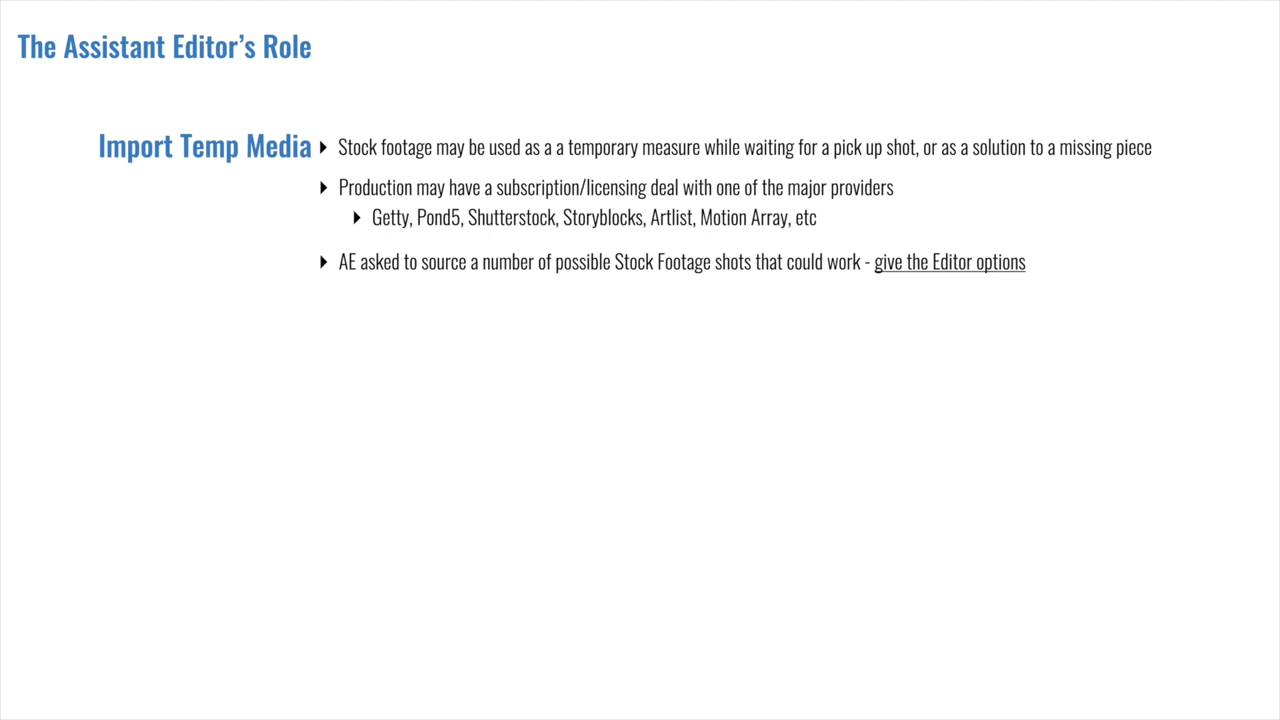 The Assistant Editor's Role
Import Temp Media
Stock footage may be used as a a temporary measure while waiting for a pick up shot, or as a solution to a missing piece
Production may have a subscription/licensing deal with one of the major providers
Getty, Pond5, Shutterstock, Storyblocks, Artlist, Motion Array, etc
AE asked to source a number of possible Stock Footage shots that could work - give the Editor options